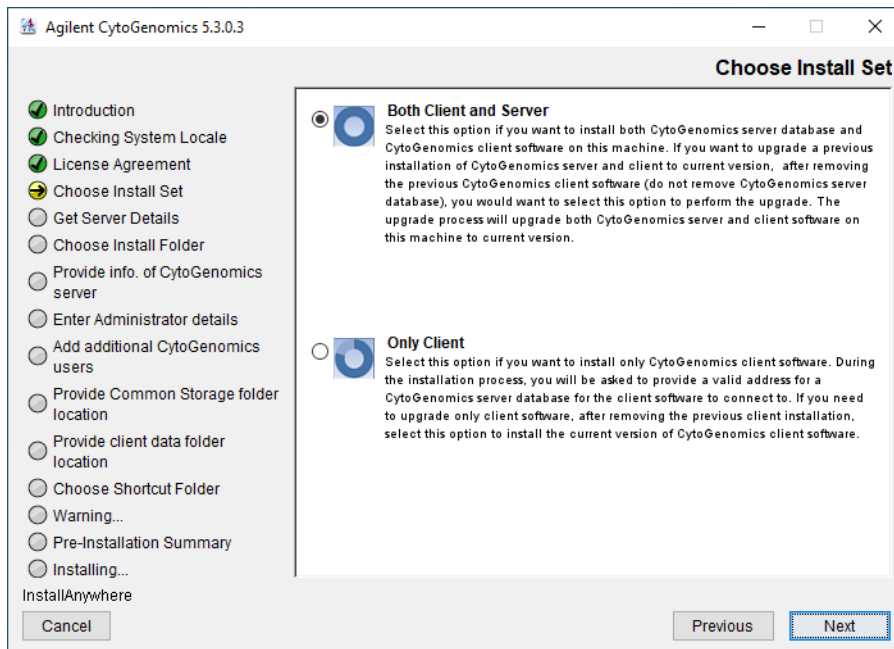 Agilent CytoGenomics 5.3.0.3
Choose Install Set
Introduction
Checking System Locale
License Agreement
Choose Install Set
Get Server Details
Choose Install Folder
Provide info. of CytoGenomics
server
Enter Administrator details
Add additional CytoGenomics
users
Provide Common Storage folder
location
Provide client data folder
location
Choose Shortcut Folder
Warning...
Pre-Installation Summary
Installing...
Both Client and Server
Select this option if you want to install both CytoGenomics server database and
CytoGenomics client software on this machine. If you want to upgrade a previous
installation of CytoGenomics server and client to current version, after removing
the previous CytoGenomics client software (do not remove CytoGenomics server
database), you would want to select this option to perform the upgrade. The
upgrade process will upgrade both CytoGenomics server and client software on
this machine to current version.
Only Client
Select this option if you want to install only CytoGenomics client software. During
the installation process, you will be asked to provide a valid address for a
CytoGenomics server database for the client software to connect to. If you need
to upgrade only client software, after removing the previous client installation,
select this option to install the current version of CytoGenomics client software.
InstallAnywhere
Cancel
Previous
Next